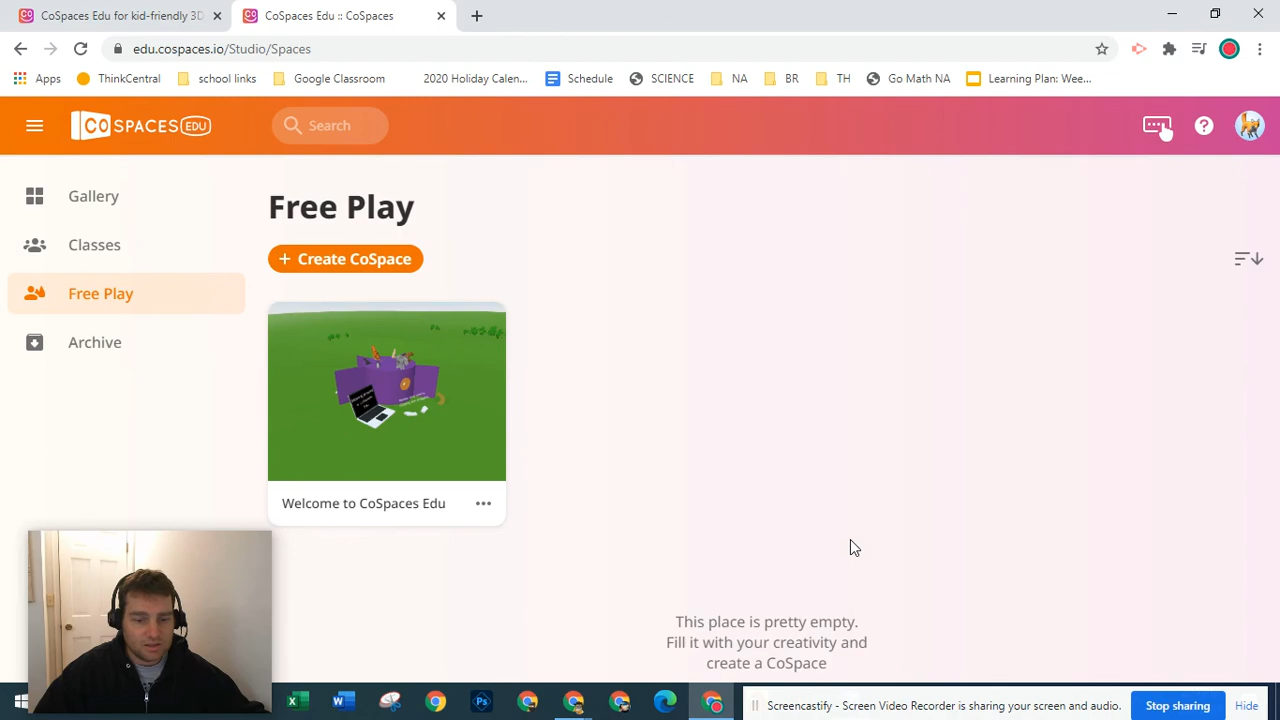 CoSpaces Edu for kid-friendly 3D
CoSpaces Edu :: CoSpaces
edu.cospaces.io/Studio/Spaces
Apps
ThinkCentral
school links
Google Classroom
2020 Holiday Calen...
Schedule
SCIENCE
NA
BR
TH
Go Math NA
Learning Plan: Wee...
CO SPACES EDU
Search
Gallery
Classes
Free Play
Archive
Free Play
+ Create CoSpace
Welcome to CoSpaces Edu
This place is pretty empty.
Fill it with your creativity and
create a CoSpace
Screencastify - Screen Video Recorder is sharing your screen and audio.
Stop sharing
Hide